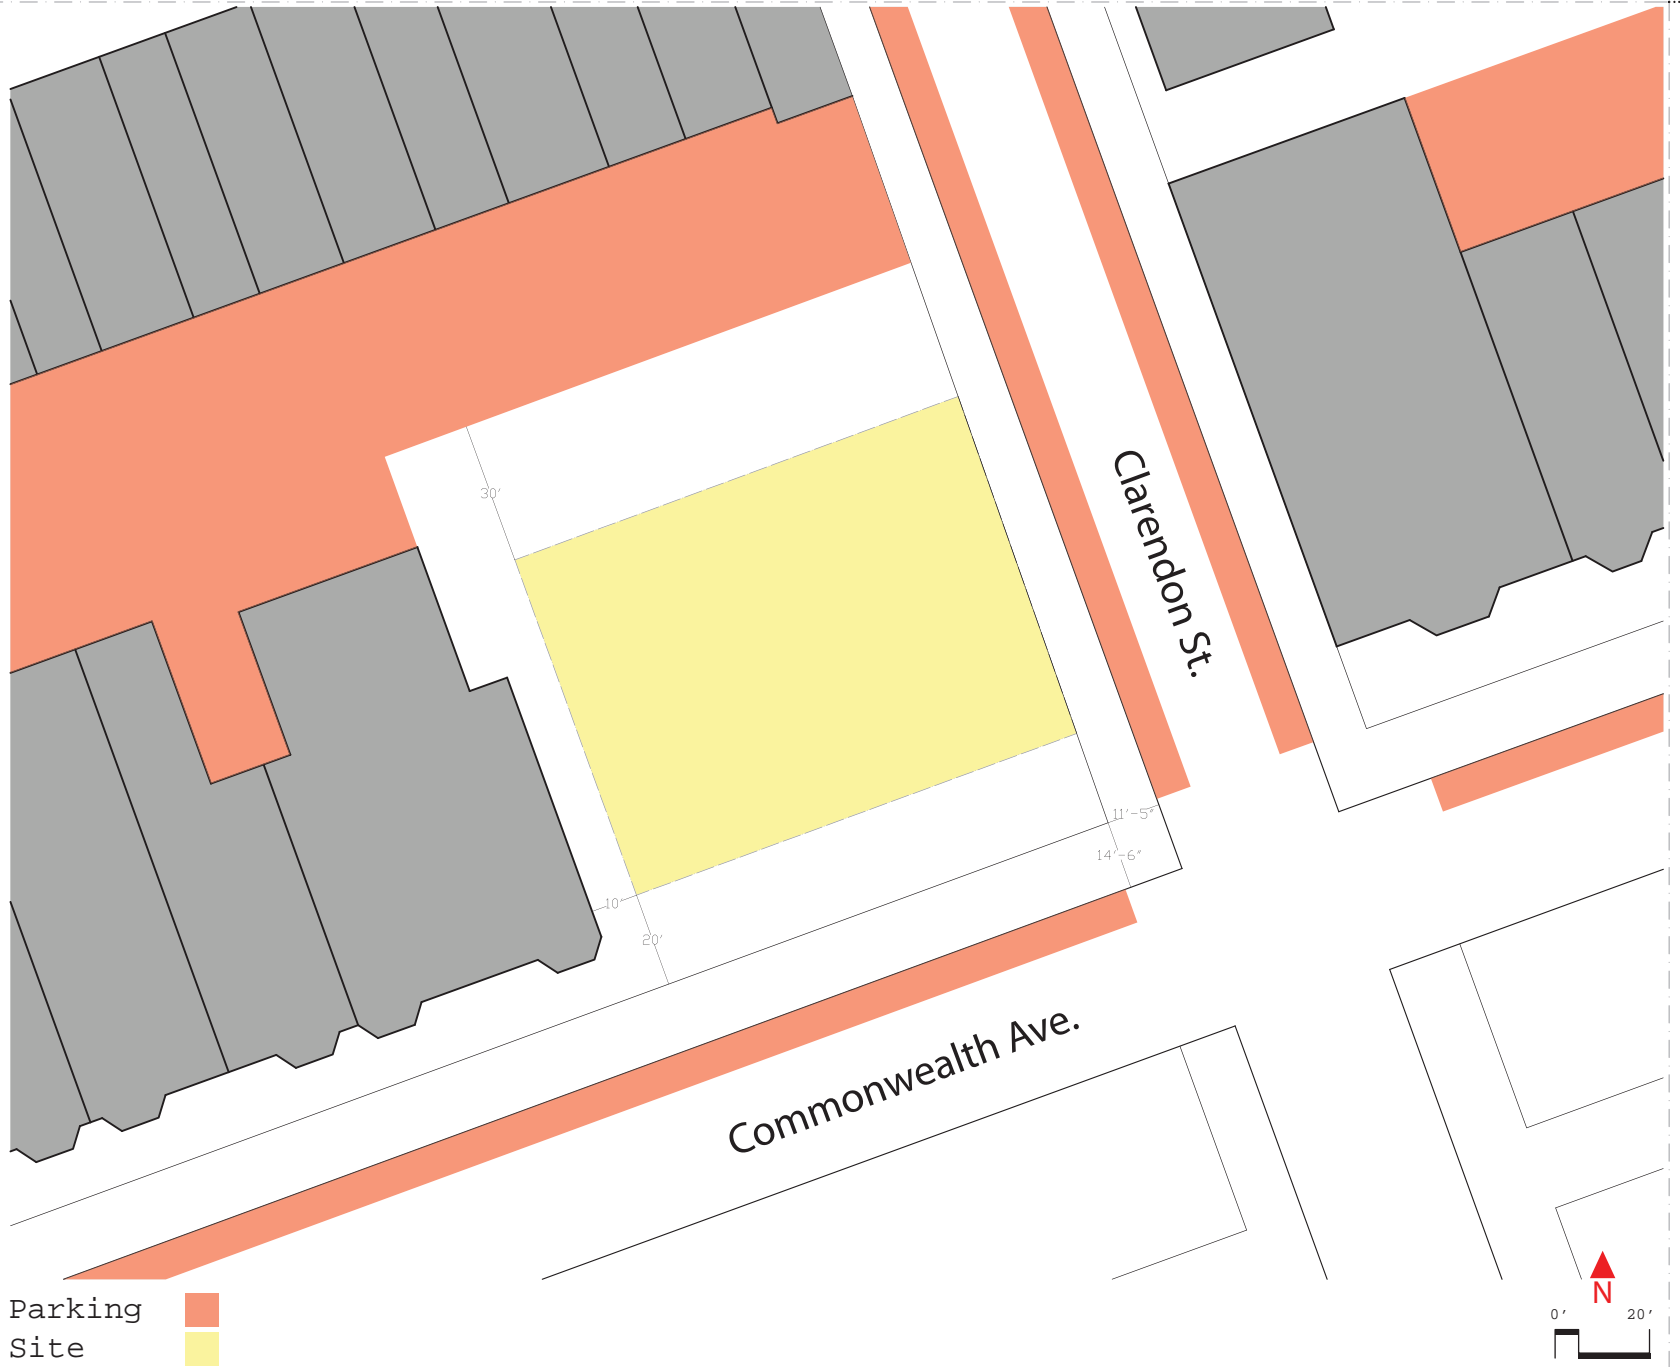 30′
Clarendon St.
11′-5″
14′-6″
10′
20′
Commonwealth Ave.
N
Parking
0′ 20′
Site